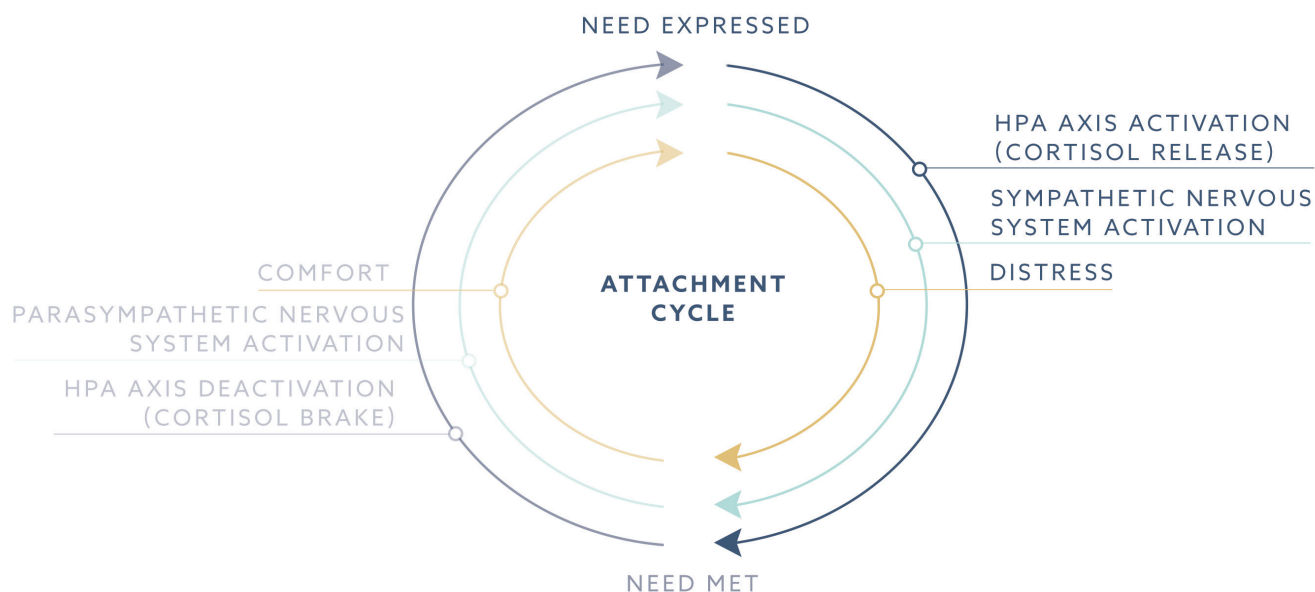 NEED EXPRESSED
HPA AXIS ACTIVATION
(CORTISOL RELEASE)
SYMPATHETIC NERVOUS
SYSTEM ACTIVATION
DISTRESS
ATTACHMENT
CYCLE
COMFORT
PARASYMPATHETIC NERVOUS
SYSTEM ACTIVATION
HPA AXIS DEACTIVATION
(CORTISOL BRAKE)
NEED MET